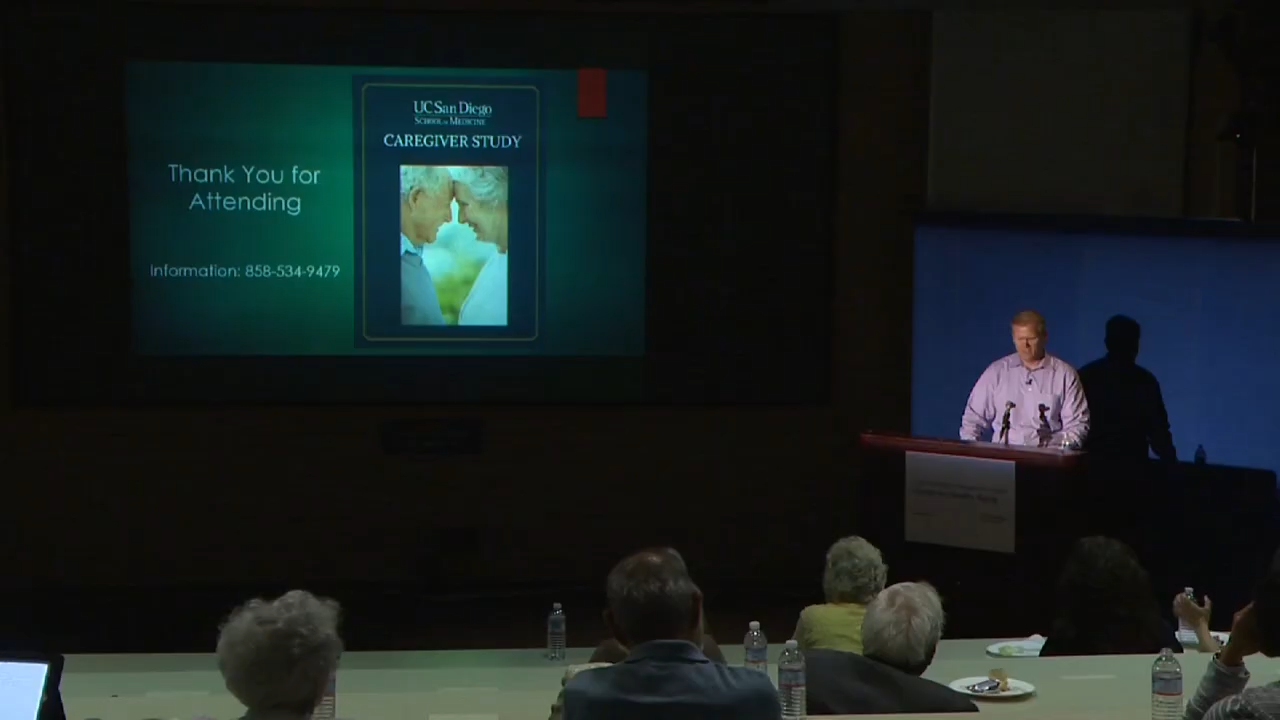 Thank You for
Attending
Information: 858-534-9479
UC San Diego
SCHOOL OF MEDICINE
CAREGIVER STUDY